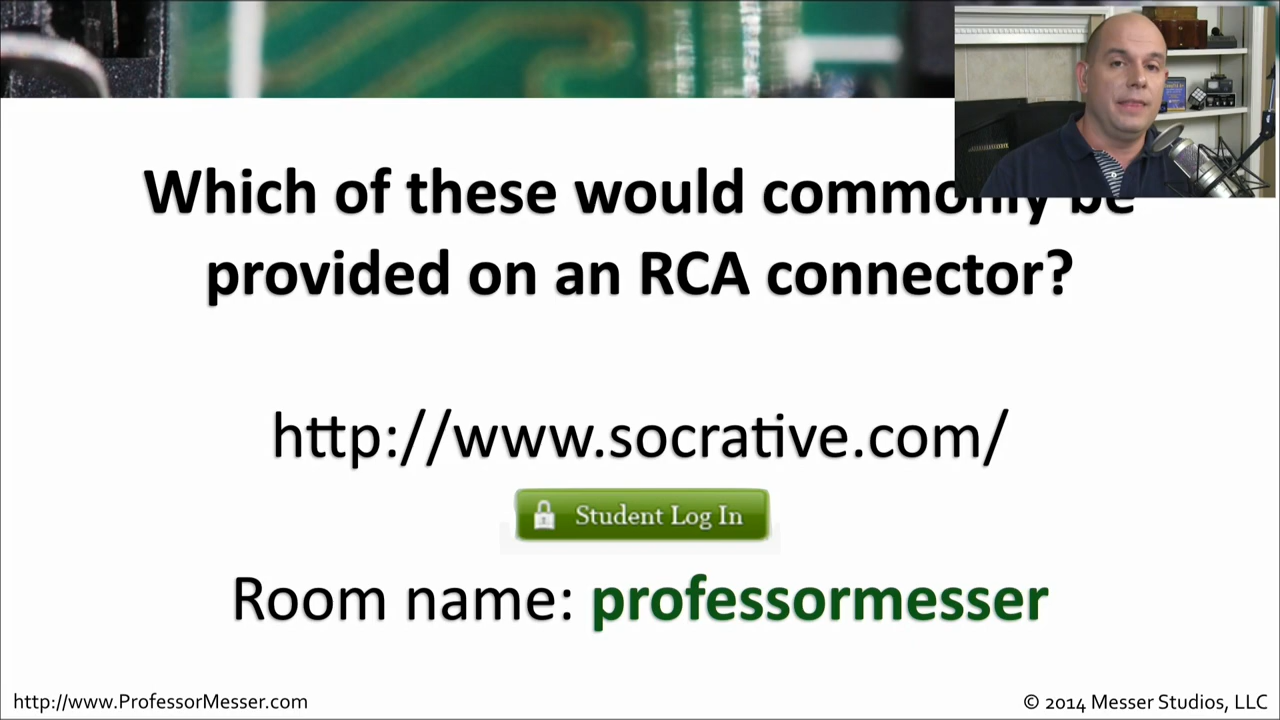 Which of these would commonly be
provided on an RCA connector?
http://www.socrative.com/
Student Log In
Room name: professormesser
http://www.ProfessorMesser.com
© 2014 Messer Studios, LLC